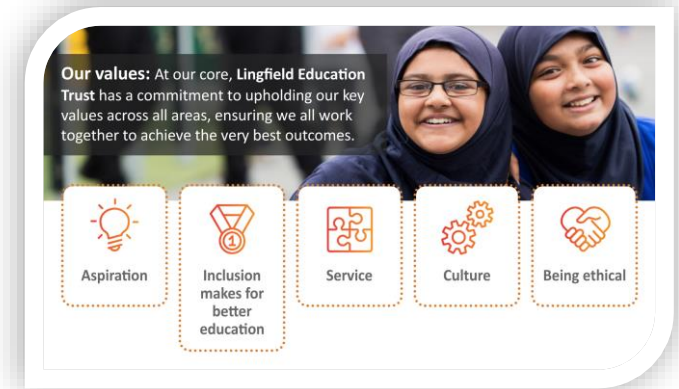 Our values: At our core, Lingfield Education
Trust has a commitment to upholding our key
values across all areas, ensuring we all work
together to achieve the very best outcomes.
Aspiration
Inclusion
makes for
better
education
Service
Culture
Being ethical
1